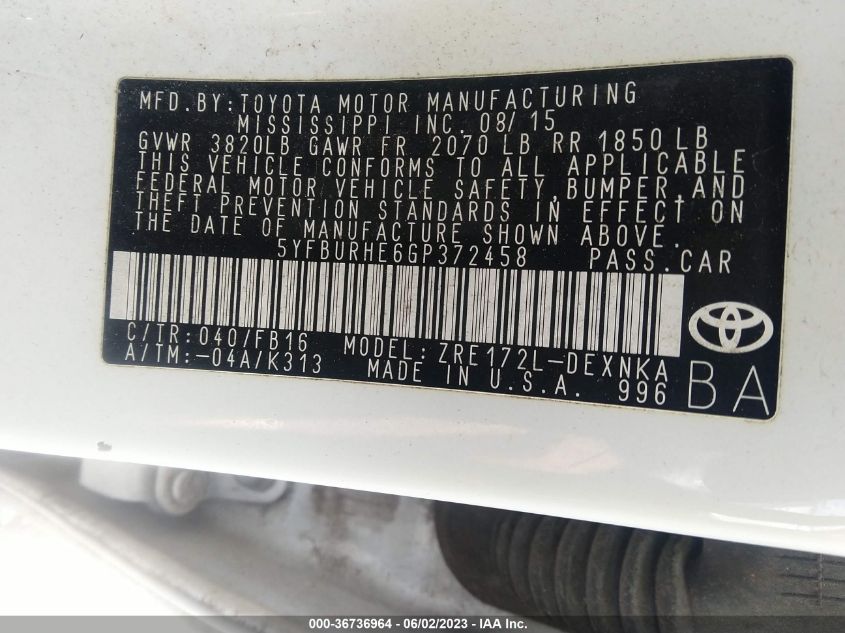 MFD.BY:TOYOTA MOTOR MANUFACTURING
MISSISSIPPI INC. 08/15
GVWR 3820LB GAWR FR 2070 LB RR 1850 LB
THIS VEHICLE CONFORMS TO ALL APPLICABLE
FEDERAL MOTOR VEHICLE SAFETY,BUMPER,AND
THEFT PREVENTION STANDARDS IN EFFECT ON
THE DATE OF MANUFACTURE SHOWN ABOVE.
5YFBURHE6GP372458 PASS.CAR
C/TR:040/FB16 MODEL:ZRE172L-DEXNKA
A/TM:-04A/K313 MADE IN U.S.A. 996 BA
000-36736964 - 06/02/2023 - IAA Inc.